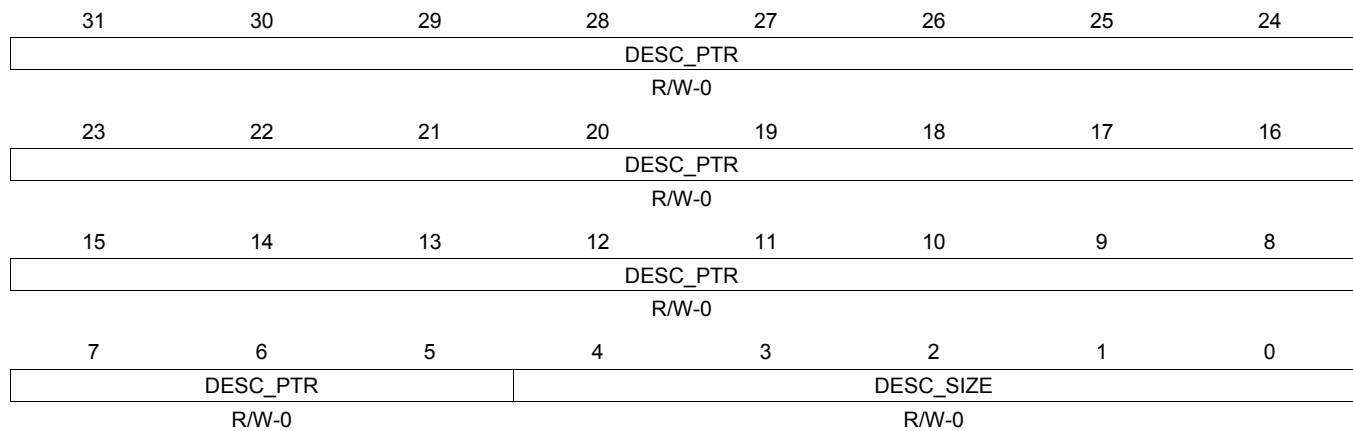 31 30 29 28 27 26 25 24
DESC_PTR
R/W-0
23 22 21 20 19 18 17 16
DESC_PTR
R/W-0
15 14 13 12 11 10 9 8
DESC_PTR
R/W-0
7 6 5 4 3 2 1 0
DESC_PTR DESC_SIZE
R/W-0 R/W-0